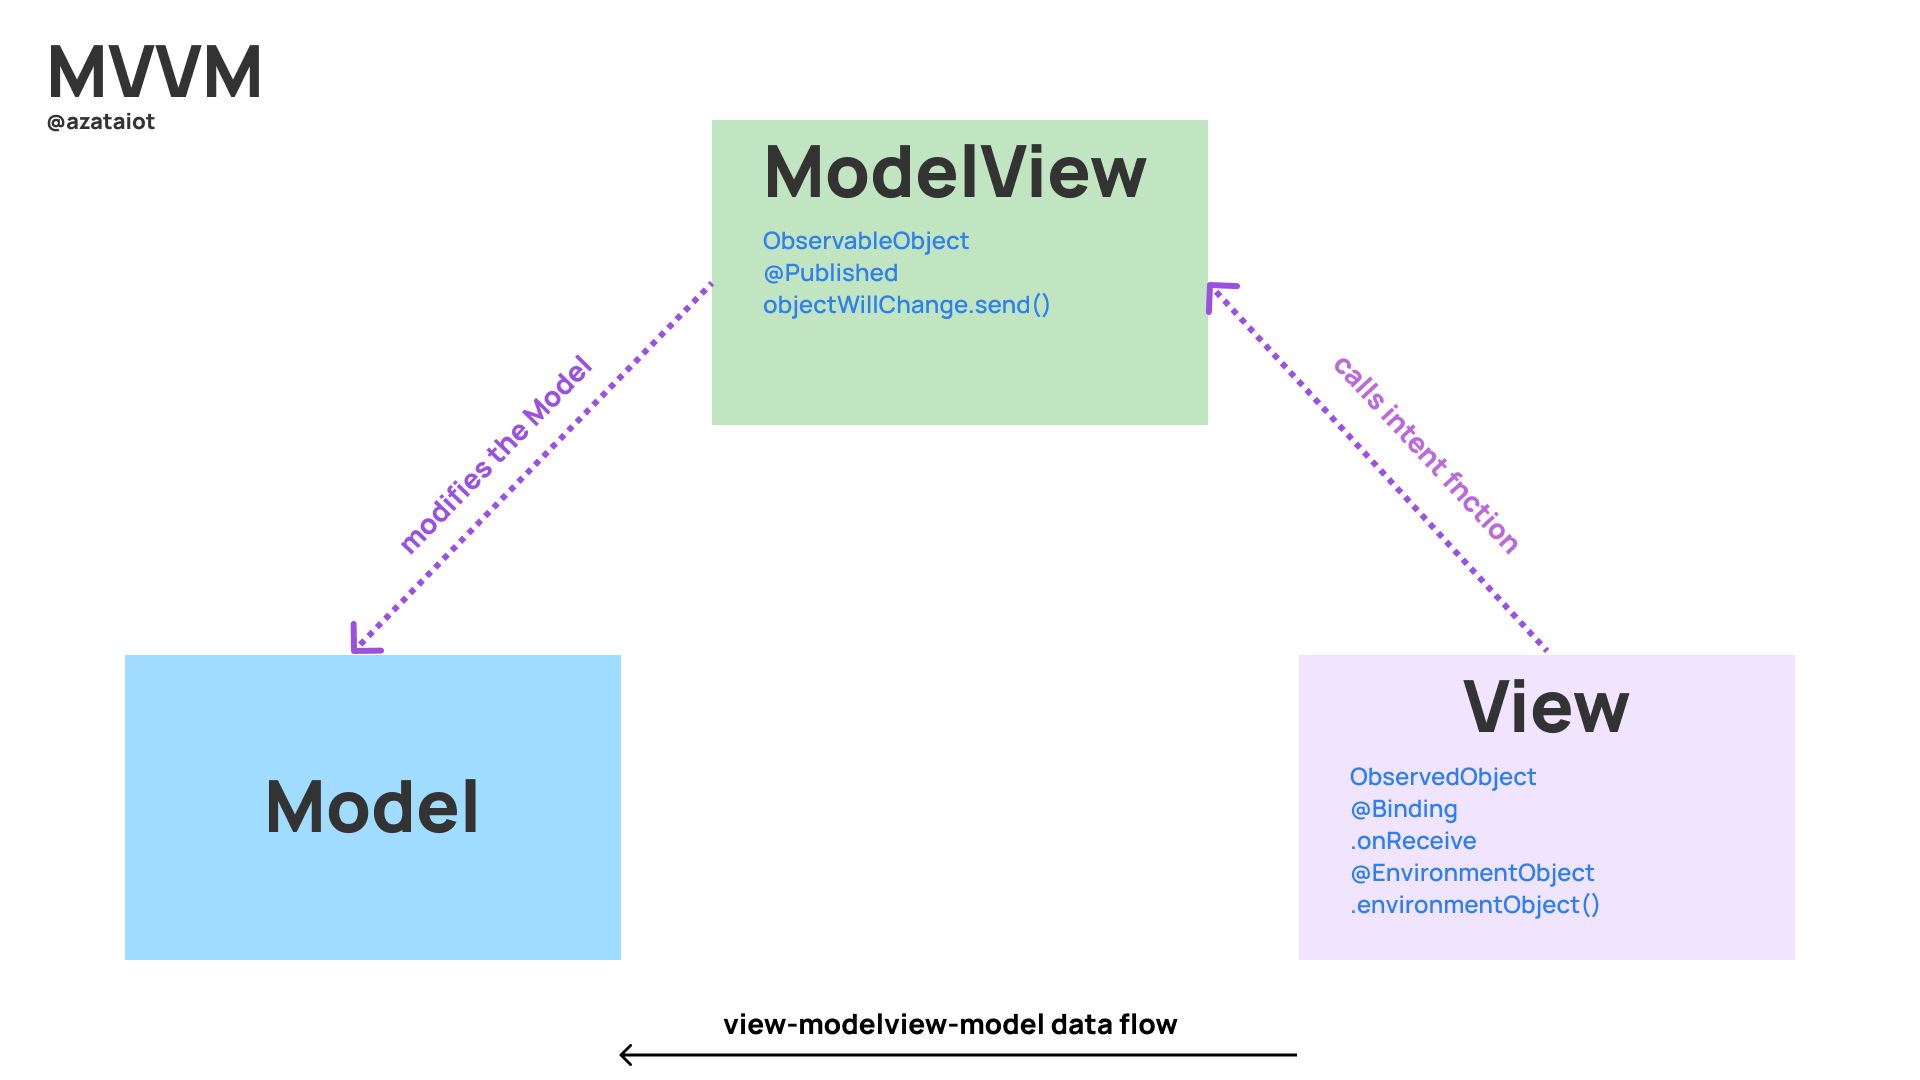 MVVM
@azataiot
ModelView
ObservableObject
@Published
objectWillChange.send()
modifies the Model
calls intent fnction
Model
View
ObservedObject
@Binding
.onReceive
@EnvironmentObject
.environmentObject()
view-modelview-model data flow